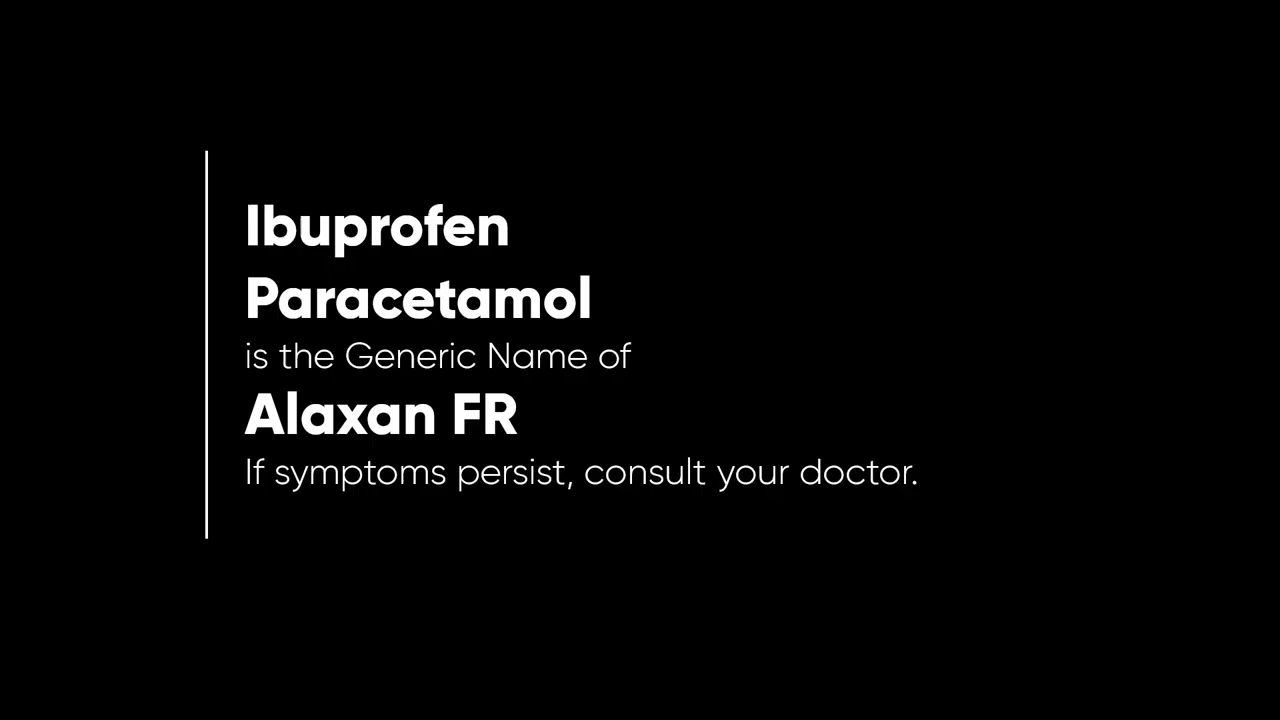 Ibuprofen
Paracetamol
is the Generic Name of
Alaxan FR
If symptoms persist, consult your doctor.